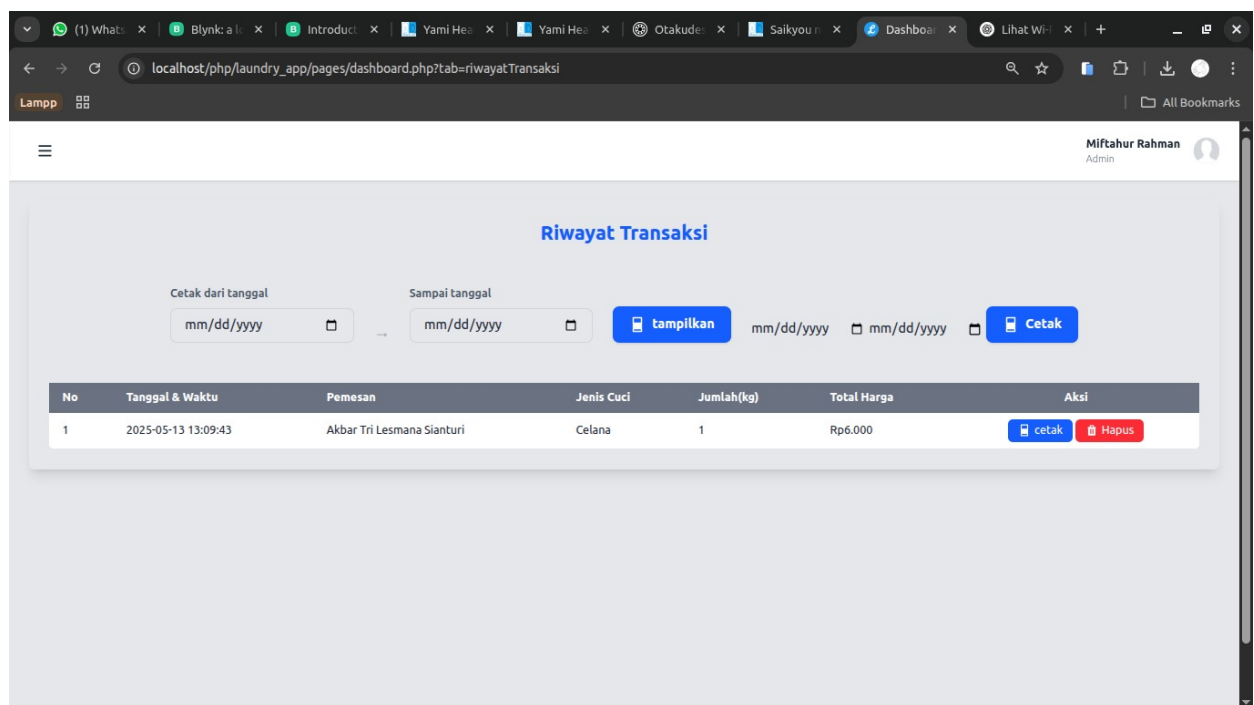 (1) Whats
Blynk: a lo
Introduct
Yami Hea
Yami Hea
Otakudes
Saikyou n
Dashboar
Lihat Wi-
localhost/php/laundry_app/pages/dashboard.php?tab=riwayatTransaksi
Lampp
All Bookmarks
Miftahur Rahman
Admin
Riwayat Transaksi
Cetak dari tanggal
Sampai tanggal
mm/dd/yyyy → mm/dd/yyyy tampilkan mm/dd/yyyy mm/dd/yyyy Cetak
No Tanggal & Waktu Pemesan Jenis Cuci Jumlah(kg) Total Harga Aksi
1 2025-05-13 13:09:43 Akbar Tri Lesmana Sianturi Celana 1 Rp6.000 cetak Hapus